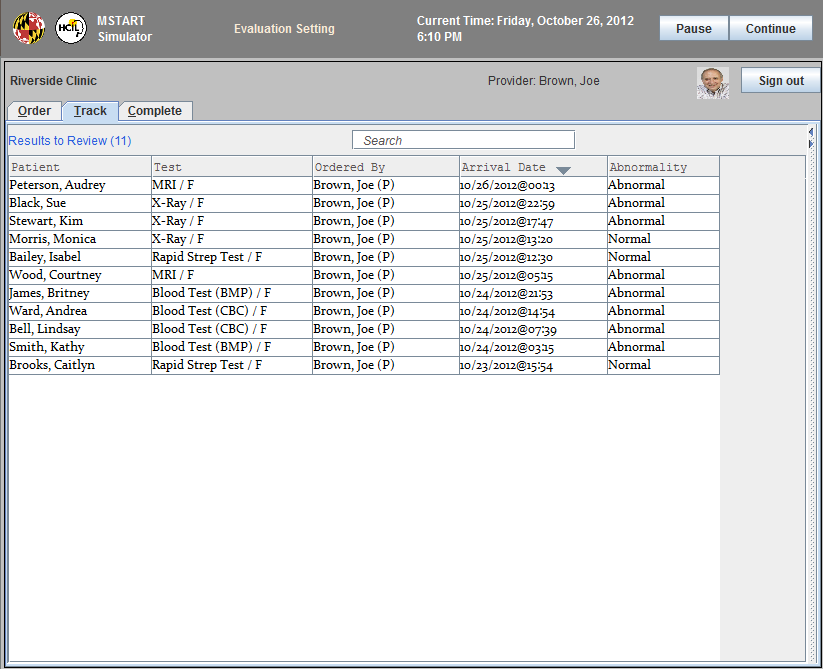 MSTART
Simulator
HCIL
Evaluation Setting
Current Time: Friday, October 26, 2012
6:10 PM
Pause
Continue
Riverside Clinic
Provider: Brown, Joe
Sign out
Order Track Complete
Results to Review (11)
Search
Patient Test Ordered By Arrival Date Abnormality
Peterson, Audrey MRI / F Brown, Joe (P) 10/26/2012@00:13 Abnormal
Black, Sue X-Ray / F Brown, Joe (P) 10/25/2012@22:59 Abnormal
Stewart, Kim X-Ray / F Brown, Joe (P) 10/25/2012@17:47 Abnormal
Morris, Monica X-Ray / F Brown, Joe (P) 10/25/2012@13:20 Normal
Bailey, Isabel Rapid Strep Test / F Brown, Joe (P) 10/25/2012@12:30 Normal
Wood, Courtney MRI / F Brown, Joe (P) 10/25/2012@05:15 Abnormal
James, Britney Blood Test (BMP) / F Brown, Joe (P) 10/24/2012@21:53 Abnormal
Ward, Andrea Blood Test (CBC) / F Brown, Joe (P) 10/24/2012@14:54 Abnormal
Bell, Lindsay Blood Test (CBC) / F Brown, Joe (P) 10/24/2012@07:39 Abnormal
Smith, Kathy Blood Test (BMP) / F Brown, Joe (P) 10/24/2012@03:15 Abnormal
Brooks, Caitlyn Rapid Strep Test / F Brown, Joe (P) 10/23/2012@15:54 Normal